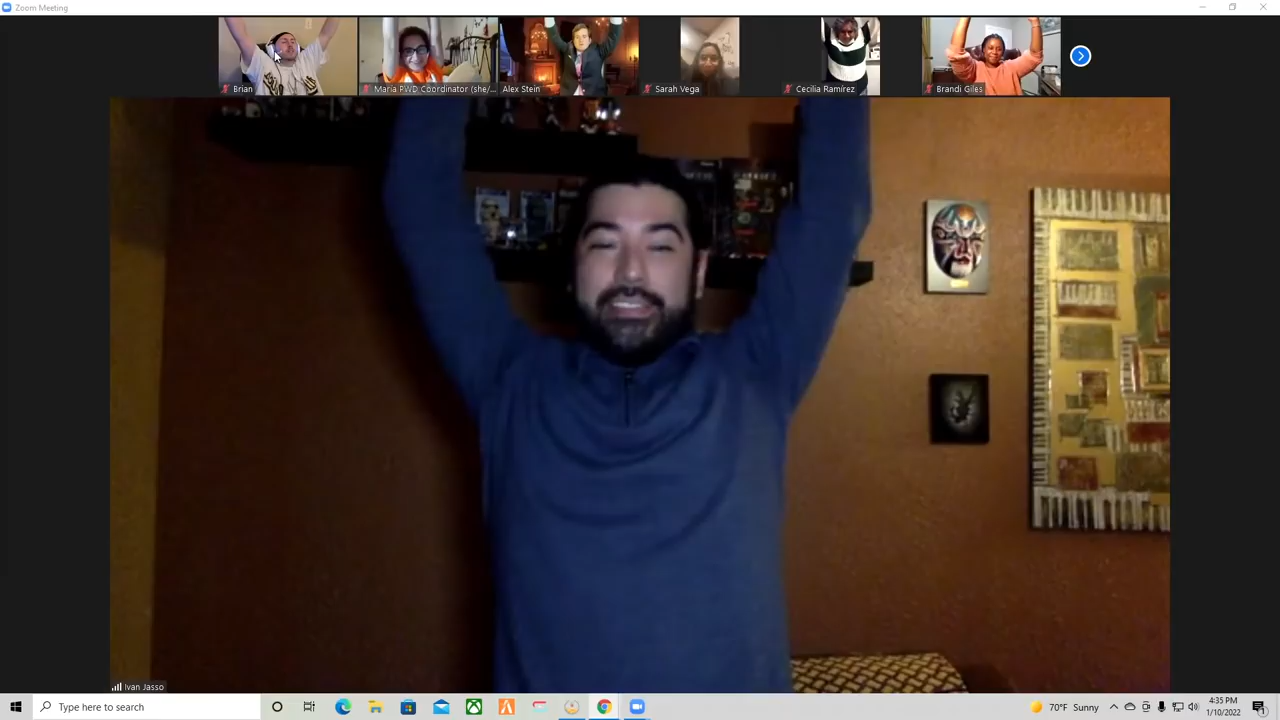 Zoom Meeting
Brian
Maria PWD Coordinator (she/...
Alex Stein
Sarah Vega
Cecilia Ramírez
Brandi Giles
Ivan Jasso
Type here to search
70°F Sunny
4:35 PM
1/10/2022